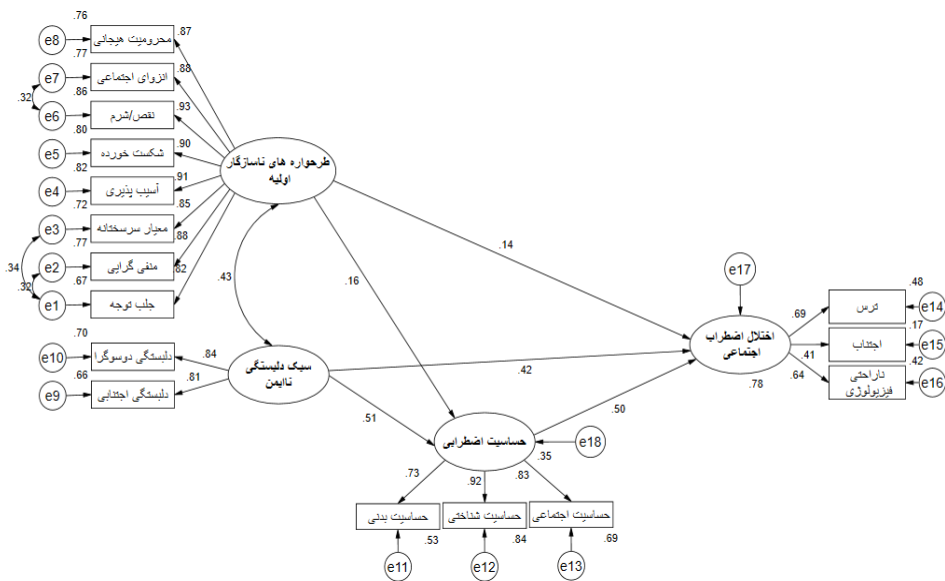 .76
e8
محرومیت هیجانی
.87
.77
e7
انزوای اجتماعی
.88
.86
.32
e6
نقص/شرم
.93
.80
e5
شکست خورده
.90
.82
e4
آسیب پذیری
.91
.72
e3
معیار سرسختانه
.85
.77
e2
منفی گرایی
.88
.34
.32
.67
e1
جلب توجه
.82
طرحواره های ناسازگار
اولیه
.43
.14
.16
.70
e10
دلبستگی دوسوگرا
.84
.66
e9
دلبستگی اجتنابی
.81
سبک دلبستگی
ناایمن
.42
.51
e17
اختلال اضطراب
اجتماعی
.78
.50
.48
.69
ترس
e14
.17
.41
اجتناب
e15
.42
.64
ناراحتی
فیزیولوژی
e16
حساسیت اضطرابی
e18
.35
.73
.92
.83
حساسیت بدنی
حساسیت شناختی
حساسیت اجتماعی
.53
.84
.69
e11
e12
e13